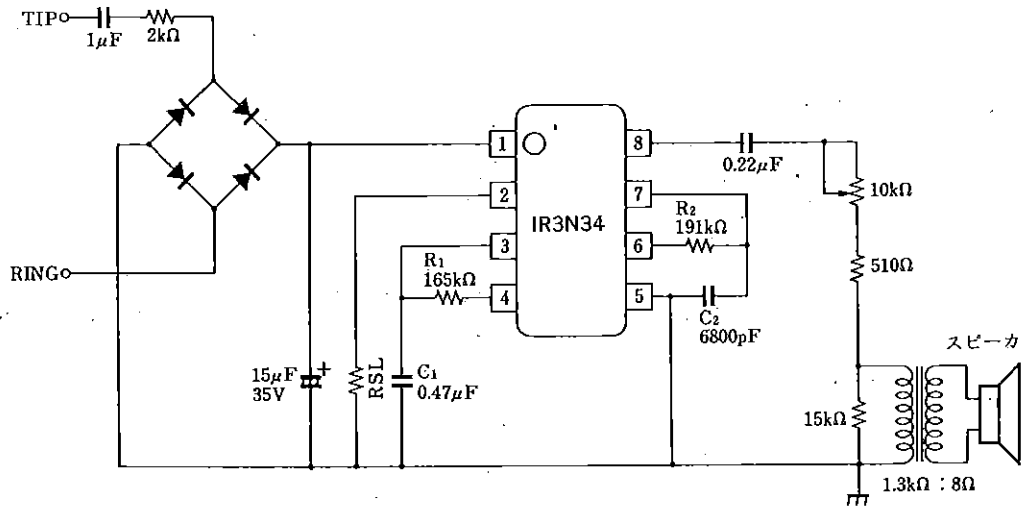 TIP
1μF
2kΩ
RING
1
2
3
4
8
7
6
5
IR3N34
R₁
165kΩ
R₂
191kΩ
C₂
6800pF
0.22μF
10kΩ
510Ω
15μF
35V
+
RSL
C₁
0.47μF
15kΩ
スピーカ
1.3kΩ : 8Ω